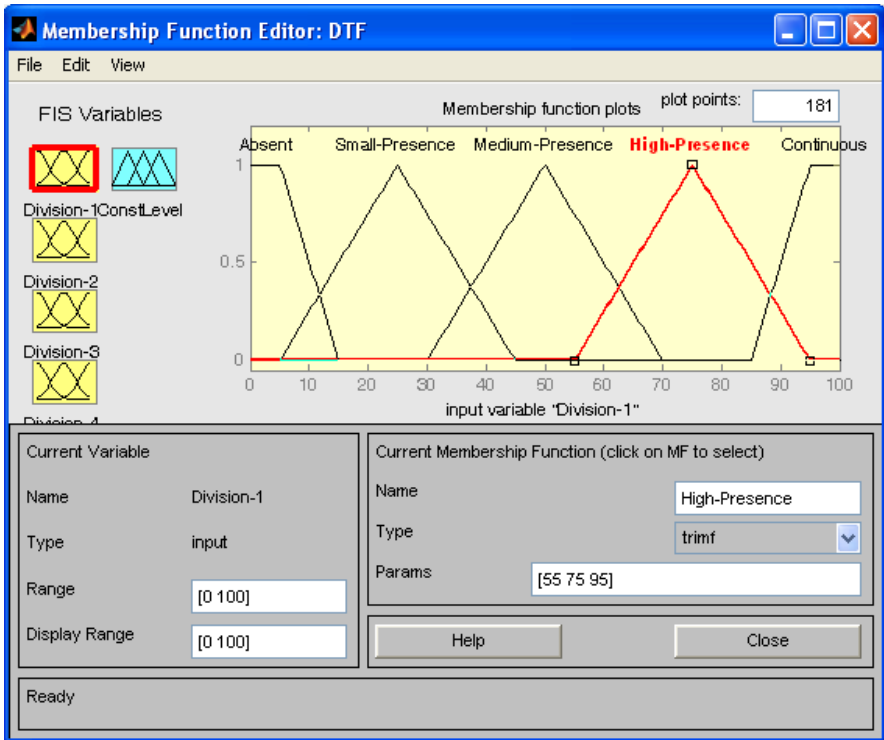 Membership Function Editor: DTF
File Edit View
FIS Variables
Membership function plots
plot points: 181
Absent Small-Presence Medium-Presence High-Presence Continuous
1
0.5
0
0 10 20 30 40 50 60 70 80 90 100
input variable "Division-1"
Division-1 ConstLevel
Division-2
Division-3
Division-4
Current Variable
Name Division-1
Type input
Range [0 100]
Display Range [0 100]
Current Membership Function (click on MF to select)
Name High-Presence
Type trimf
Params [55 75 95]
Help Close
Ready